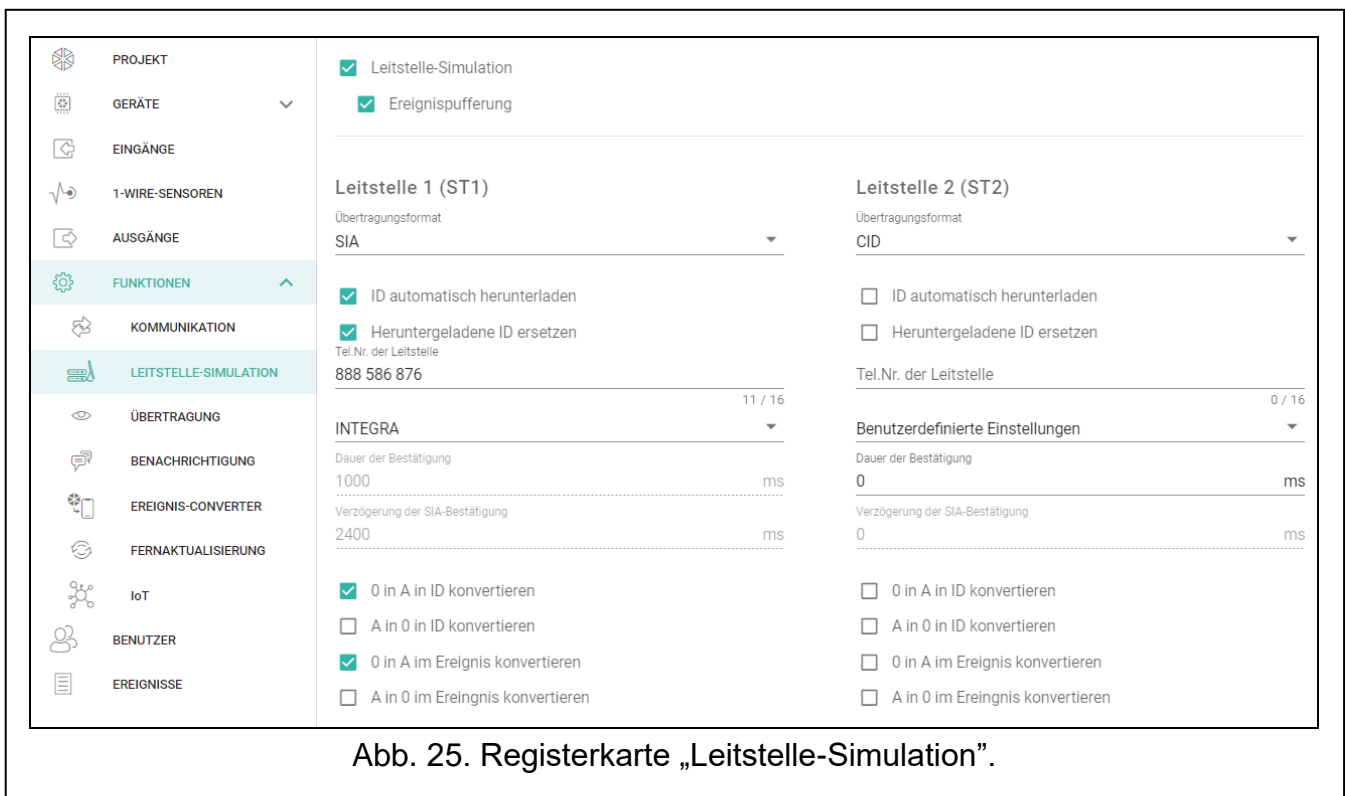 PROJEKT
GERÄTE
EINGÄNGE
1-WIRE-SENSOREN
AUSGÄNGE
FUNKTIONEN
KOMMUNIKATION
LEITSTELLE-SIMULATION
ÜBERTRAGUNG
BENACHRICHTIGUNG
EREIGNIS-CONVERTER
FERNAKTUALISIERUNG
IoT
BENUTZER
EREIGNISSE
Leitstelle-Simulation
Ereignispufferung
Leitstelle 1 (ST1)
Übertragungsformat
SIA
ID automatisch herunterladen
Heruntergeladene ID ersetzen
Tel.Nr. der Leitstelle
888 586 876
11 / 16
INTEGRA
Dauer der Bestätigung
1000 ms
Verzögerung der SIA-Bestätigung
2400 ms
0 in A in ID konvertieren
A in 0 in ID konvertieren
0 in A im Ereignis konvertieren
A in 0 im Ereingnis konvertieren
Leitstelle 2 (ST2)
Übertragungsformat
CID
ID automatisch herunterladen
Heruntergeladene ID ersetzen
Tel.Nr. der Leitstelle
0 / 16
Benutzerdefinierte Einstellungen
Dauer der Bestätigung
0 ms
Verzögerung der SIA-Bestätigung
0 ms
0 in A in ID konvertieren
A in 0 in ID konvertieren
0 in A im Ereignis konvertieren
A in 0 im Ereingnis konvertieren
Abb. 25. Registerkarte „Leitstelle-Simulation”.